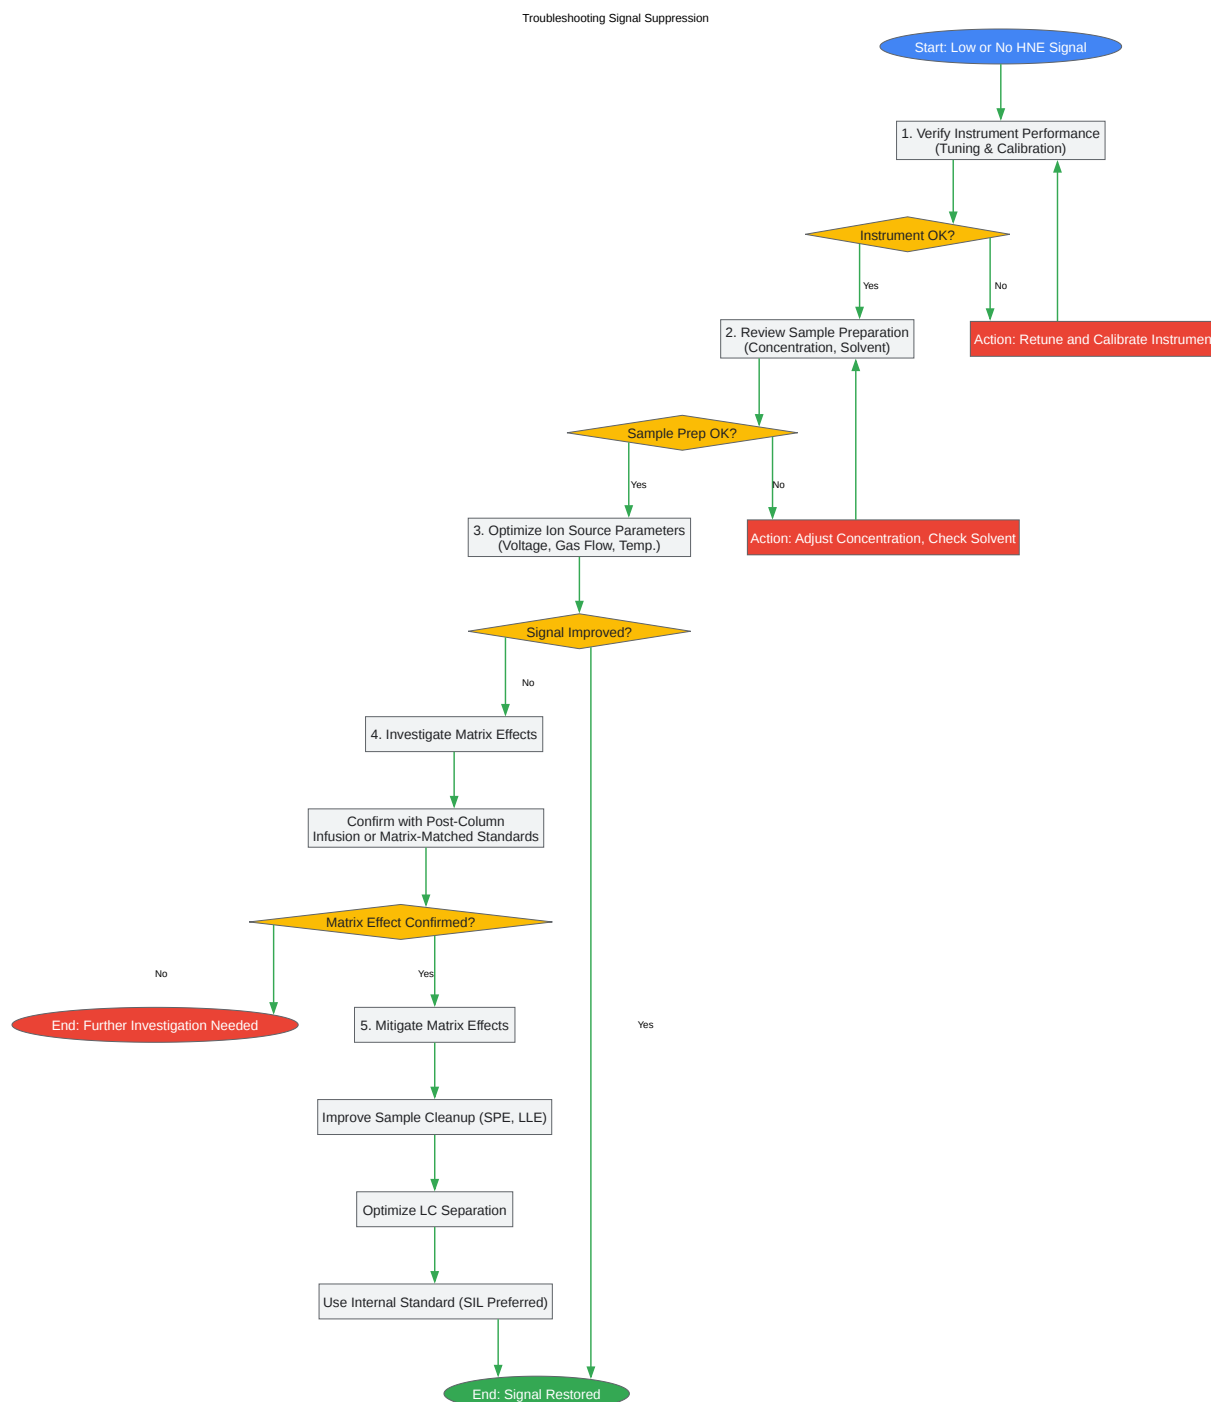 Troubleshooting Signal Suppression
Start: Low or No HNE Signal
1. Verify Instrument Performance
(Tuning & Calibration)
Instrument OK?
Yes
No
2. Review Sample Preparation
(Concentration, Solvent)
Action: Retune and Calibrate Instrumen
Sample Prep OK?
Yes
No
3. Optimize Ion Source Parameters
(Voltage, Gas Flow, Temp.)
Action: Adjust Concentration, Check Solvent
Signal Improved?
No
4. Investigate Matrix Effects
Confirm with Post-Column
Infusion or Matrix-Matched Standards
Matrix Effect Confirmed?
No
Yes
End: Further Investigation Needed
5. Mitigate Matrix Effects
Yes
Improve Sample Cleanup (SPE, LLE)
Optimize LC Separation
Use Internal Standard (SIL Preferred)
End: Signal Restored